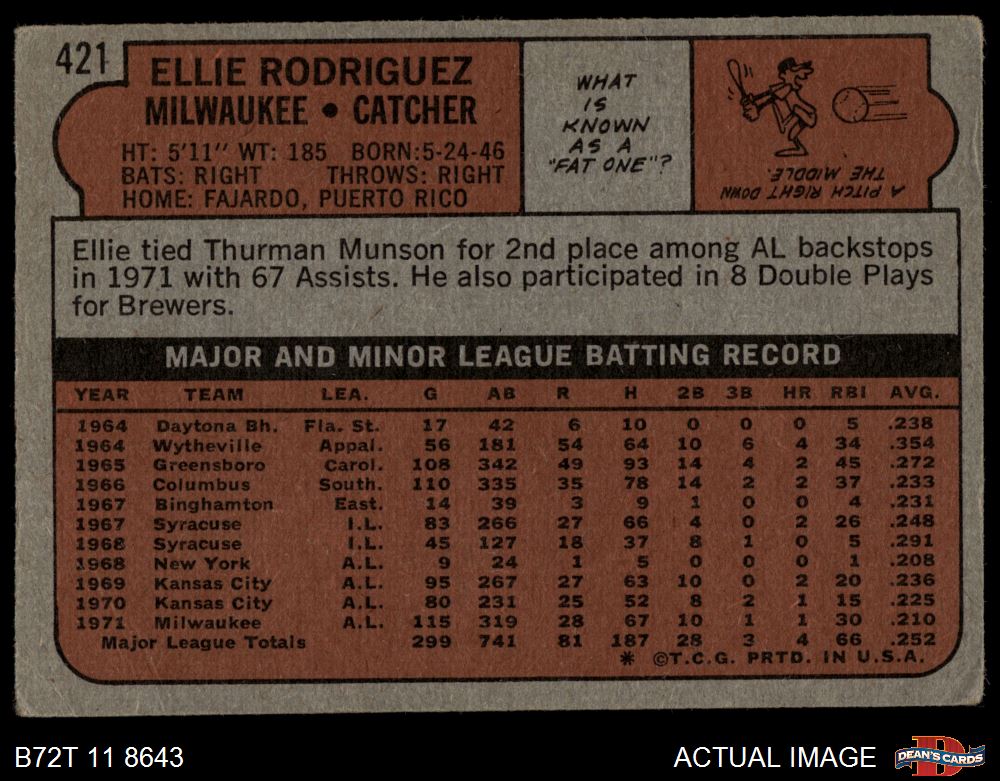 421
ELLIE RODRIGUEZ
MILWAUKEE • CATCHER
HT: 5'11" WT: 185 BORN:5-24-46
BATS: RIGHT THROWS: RIGHT
HOME: FAJARDO, PUERTO RICO
WHAT
IS
KNOWN
AS A
"FAT ONE"?
A PITCH RIGHT DOWN
THE MIDDLE.
Ellie tied Thurman Munson for 2nd place among AL backstops
in 1971 with 67 Assists. He also participated in 8 Double Plays
for Brewers.
MAJOR AND MINOR LEAGUE BATTING RECORD
YEAR TEAM LEA. G AB R H 2B 3B HR RBI AVG.
1964 Daytona Bh. Fla. St. 17 42 6 10 0 0 0 5 .238
1964 Wytheville Appal. 56 181 54 64 10 6 4 34 .354
1965 Greensboro Carol. 108 342 49 93 14 4 2 45 .272
1966 Columbus South. 110 335 35 78 14 2 2 37 .233
1967 Binghamton East. 14 39 3 9 1 0 0 4 .231
1967 Syracuse I.L. 83 266 27 66 4 0 2 26 .248
1968 Syracuse I.L. 45 127 18 37 8 1 0 5 .291
1968 New York A.L. 9 24 1 5 0 0 0 1 .208
1969 Kansas City A.L. 95 267 27 63 10 0 2 20 .236
1970 Kansas City A.L. 80 231 25 52 8 2 1 15 .225
1971 Milwaukee A.L. 115 319 28 67 10 1 1 30 .210
Major League Totals 299 741 81 187 28 3 4 66 .252
* ©T.C.G. PRTD. IN U.S.A.
B72T 11 8643
ACTUAL IMAGE
D
DEAN'S CARDS